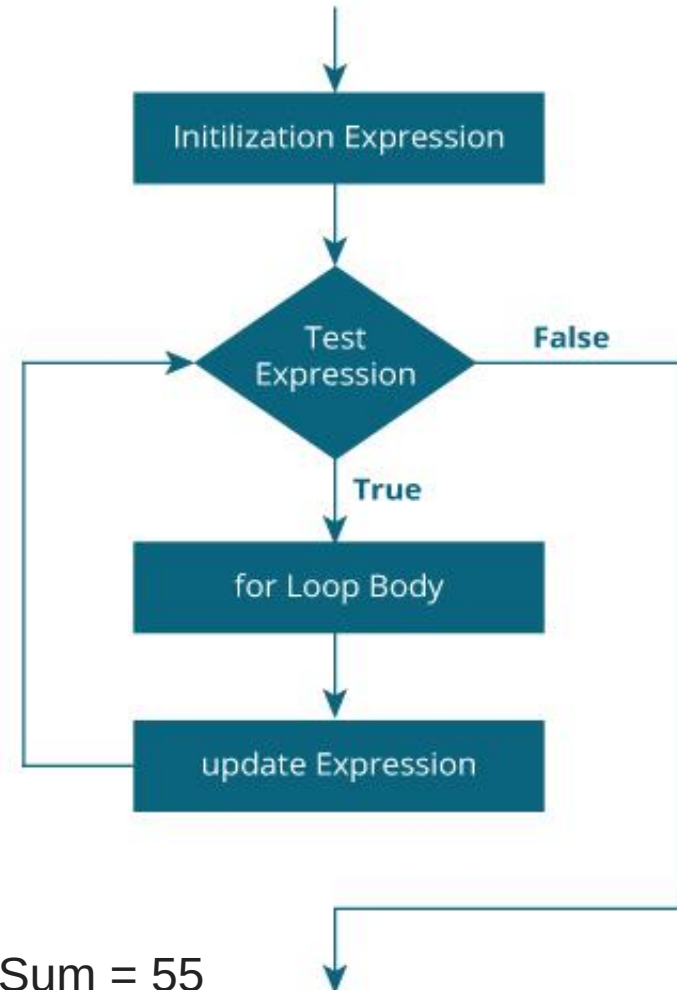 Initilization Expression
Test
Expression
False
True
for Loop Body
update Expression
Sum = 55